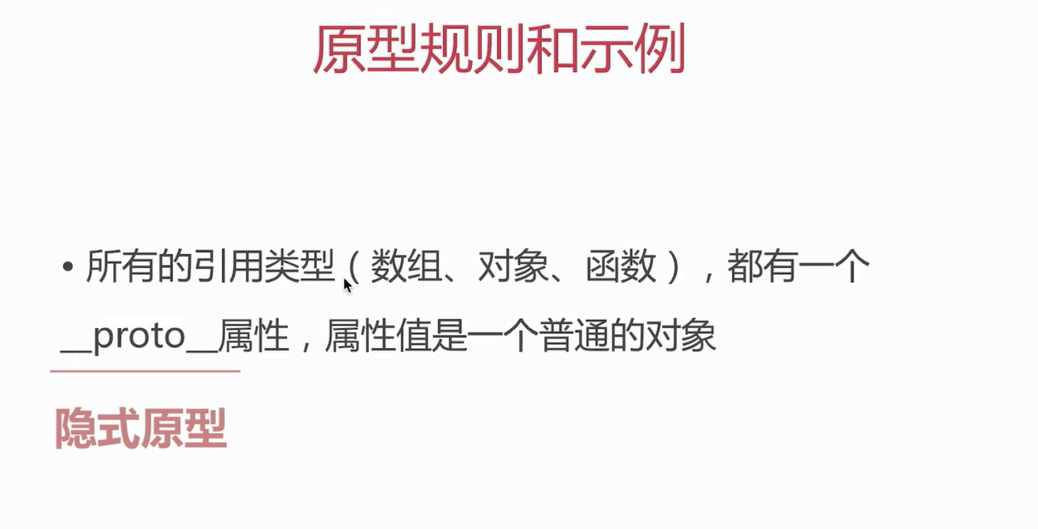 原型规则和示例
• 所有的引用类型（数组、对象、函数），都有一个
__proto__属性，属性值是一个普通的对象
隐式原型